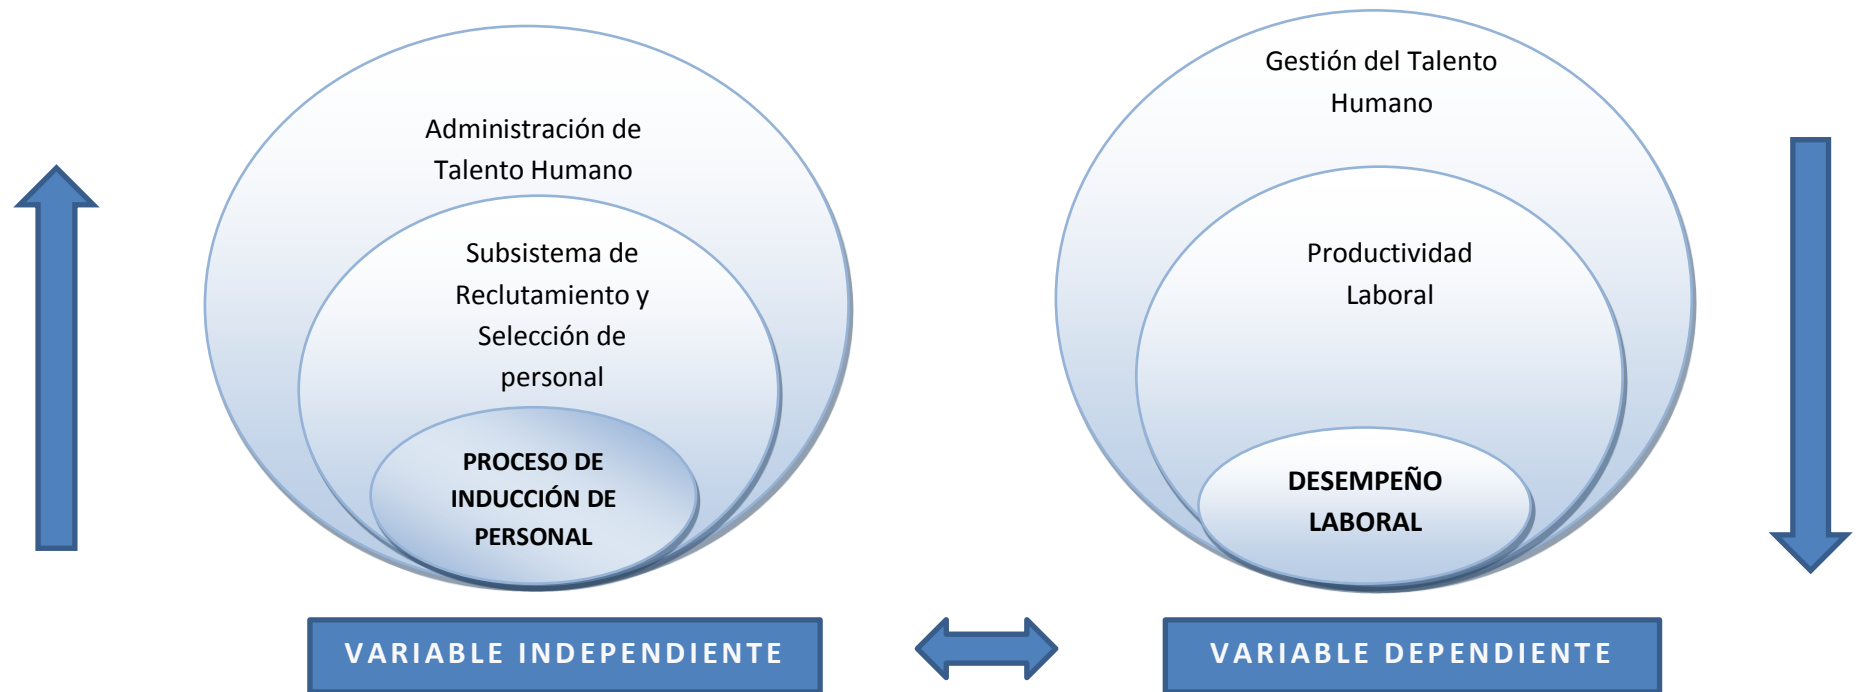 Administración de
Talento Humano
Subsistema de
Reclutamiento y
Selección de
personal
PROCESO DE
INDUCCIÓN DE
PERSONAL
VARIABLE INDEPENDIENTE
Gestión del Talento
Humano
Productividad
Laboral
DESEMPEÑO
LABORAL
VARIABLE DEPENDIENTE